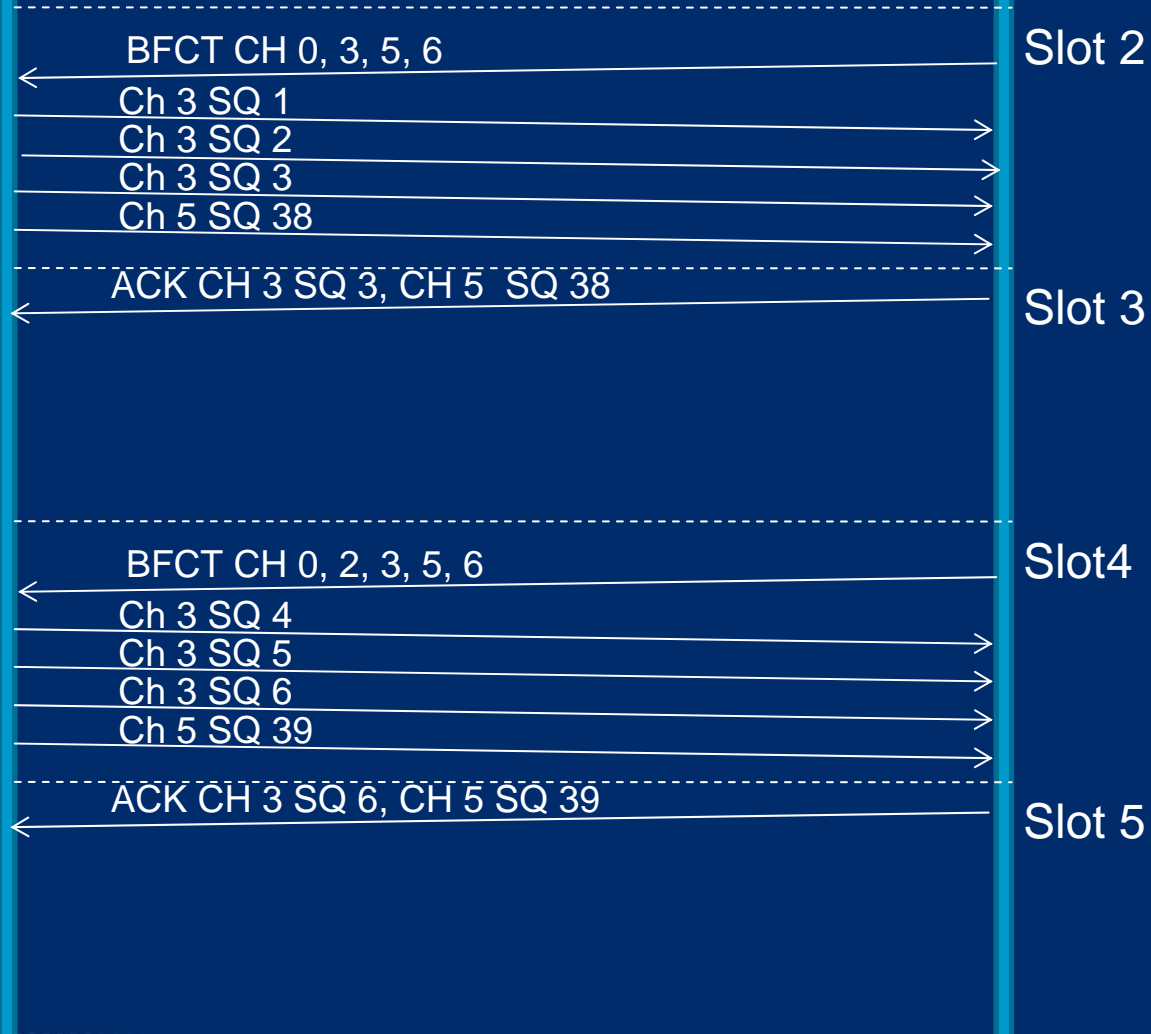 BFCT CH 0, 3, 5, 6
Slot 2
Ch 3 SQ 1
Ch 3 SQ 2
Ch 3 SQ 3
Ch 5 SQ 38
ACK CH 3 SQ 3, CH 5  SQ 38
Slot 3
BFCT CH 0, 2, 3, 5, 6
Slot4
Ch 3 SQ 4
Ch 3 SQ 5
Ch 3 SQ 6
Ch 5 SQ 39
ACK CH 3 SQ 6, CH 5 SQ 39
Slot 5